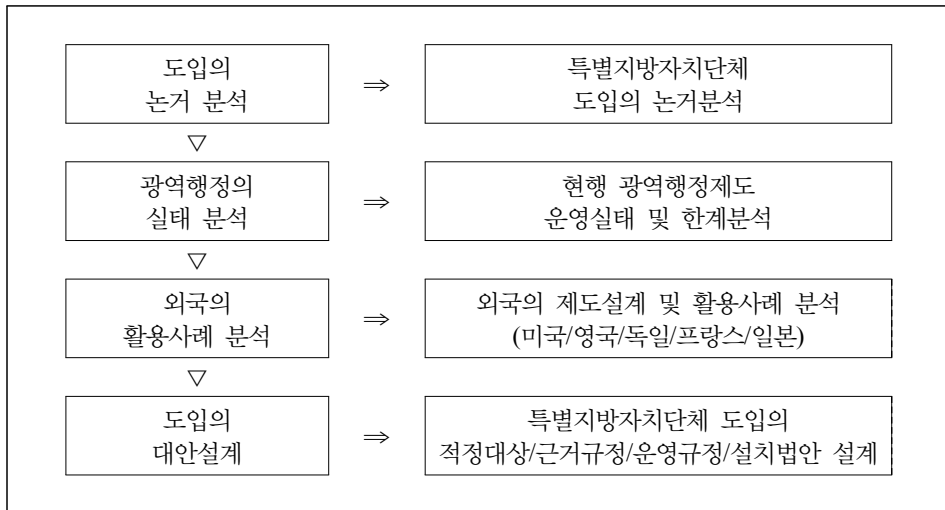 도입의
논거 분석
⇒
특별지방자치단체
도입의 논거분석
▽
광역행정의
실태 분석
⇒
현행 광역행정제도
운영실태 및 한계분석
▽
외국의
활용사례 분석
⇒
외국의 제도설계 및 활용사례 분석
(미국/영국/독일/프랑스/일본)
▽
도입의
대안설계
⇒
특별지방자치단체 도입의
적정대상/근거규정/운영규정/설치법안 설계